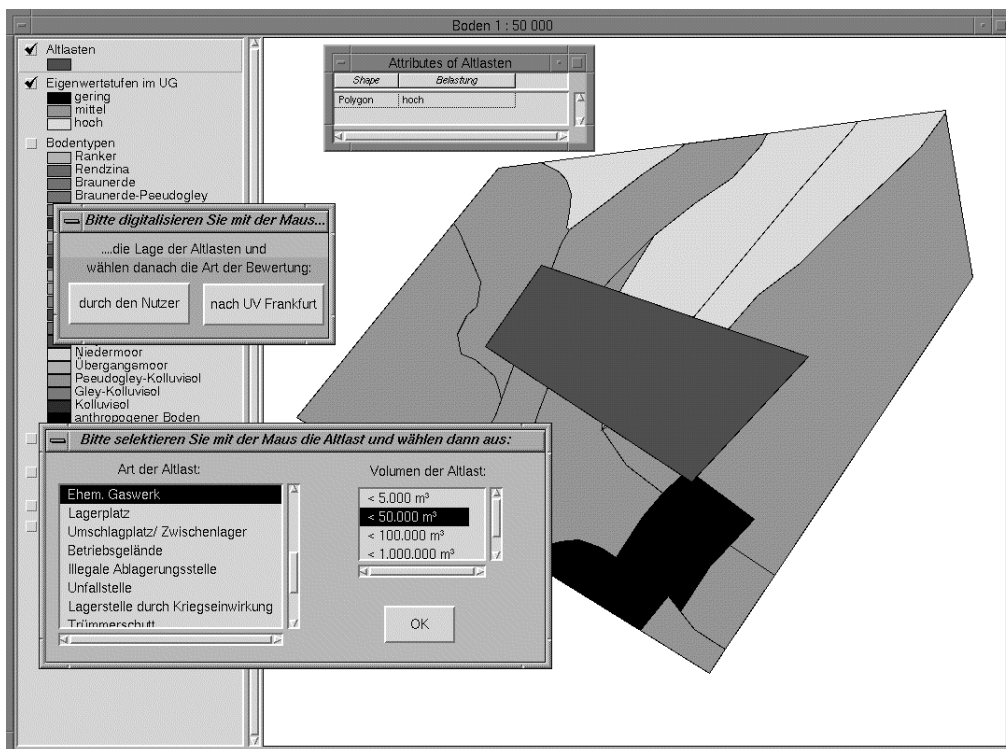 Boden 1 : 50 000
Altlasten
Eigenwertstufen im UG
gering
mittel
hoch
Bodentypen
Ranker
Rendzina
Braunerde
Braunerde-Pseudogley
Attributes of Altlasten
Shape Belastung
Polygon hoch
Bitte digitalisieren Sie mit der Maus...
....die Lage der Altlasten und
wählen danach die Art der Bewertung:
durch den Nutzer nach UV Frankfurt
Niedermoor
Übergangsmoor
Pseudogley-Kolluvisol
Gley-Kolluvisol
Kolluvisol
anthropogener Boden
Bitte selektieren Sie mit der Maus die Altlast und wählen dann aus:
Art der Altlast:
Ehem. Gaswerk
Lagerplatz
Umschlagplatz/ Zwischenlager
Betriebsgelände
Illegale Ablagerungsstelle
Unfallstelle
Lagerstelle durch Kriegseinwirkung
Trümmerschutt
Volumen der Altlast:
< 5.000 m³
< 50.000 m³
< 100.000 m³
< 1.000.000 m³
OK